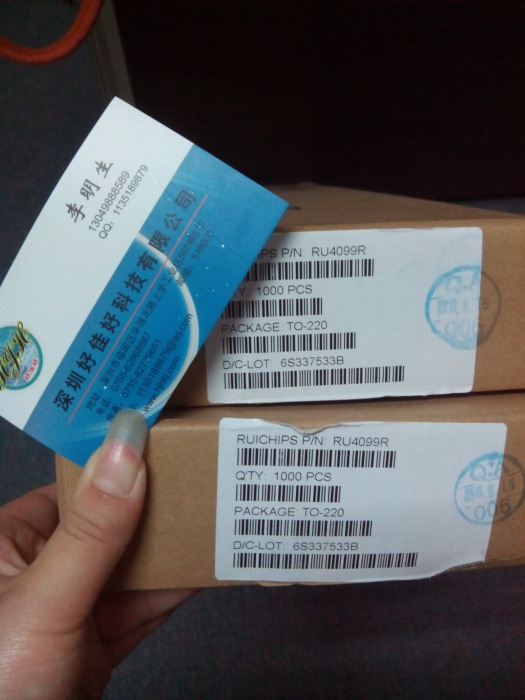 李明生
13049888589
QQ: 1135189879
深圳好佳好科技有限公司
RUICHIPS P/N: RU4099R
Q'TY: 1000 PCS
PACKAGE: TO-220
D/C-LOT: 6S337533B
RUICHIPS P/N: RU4099R
Q'TY: 1000 PCS
PACKAGE: TO-220
D/C-LOT: 6S337533B
Q.A
006
Q.A
006